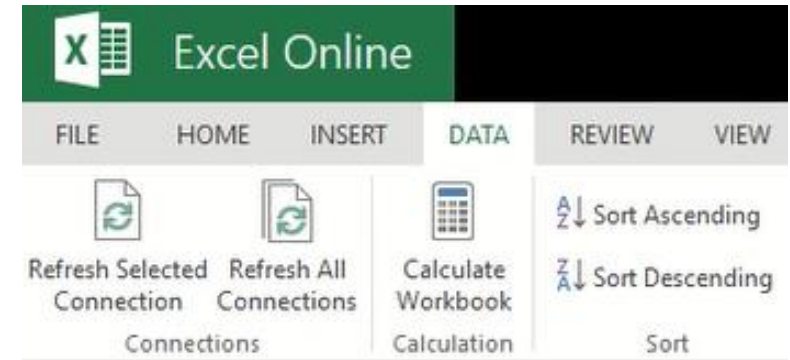 X Excel Online
FILE HOME INSERT DATA REVIEW VIEW
Refresh Selected Connection
Refresh All Connections
Calculate Workbook
A Z Sort Ascending
Z A Sort Descending
Connections Calculation Sort